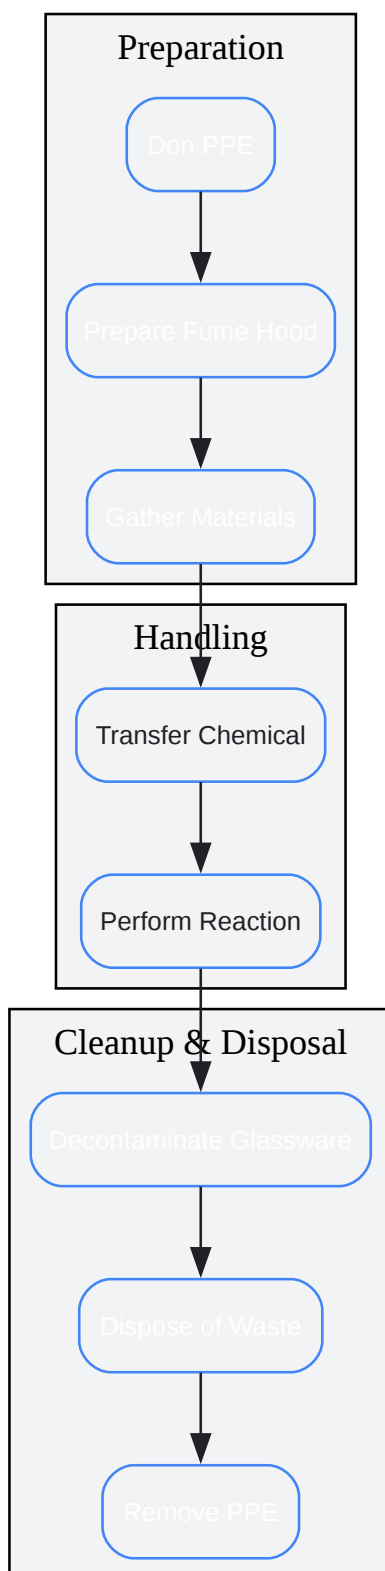 Preparation
Don PPE
Prepare Fume Hood
Gather Materials
Handling
Transfer Chemical
Perform Reaction
Cleanup & Disposal
Decontaminate Glassware
Dispose of Waste
Remove PPE